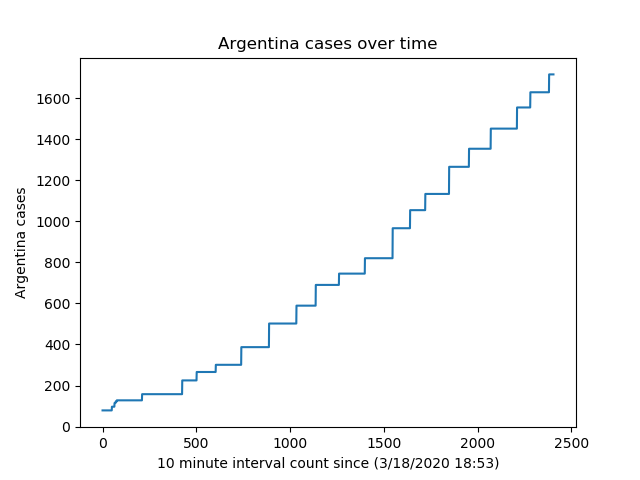 Argentina cases over time
Argentina cases
1600
1400
1200
1000
800
600
400
200
0
0 500 1000 1500 2000 2500
10 minute interval count since (3/18/2020 18:53)